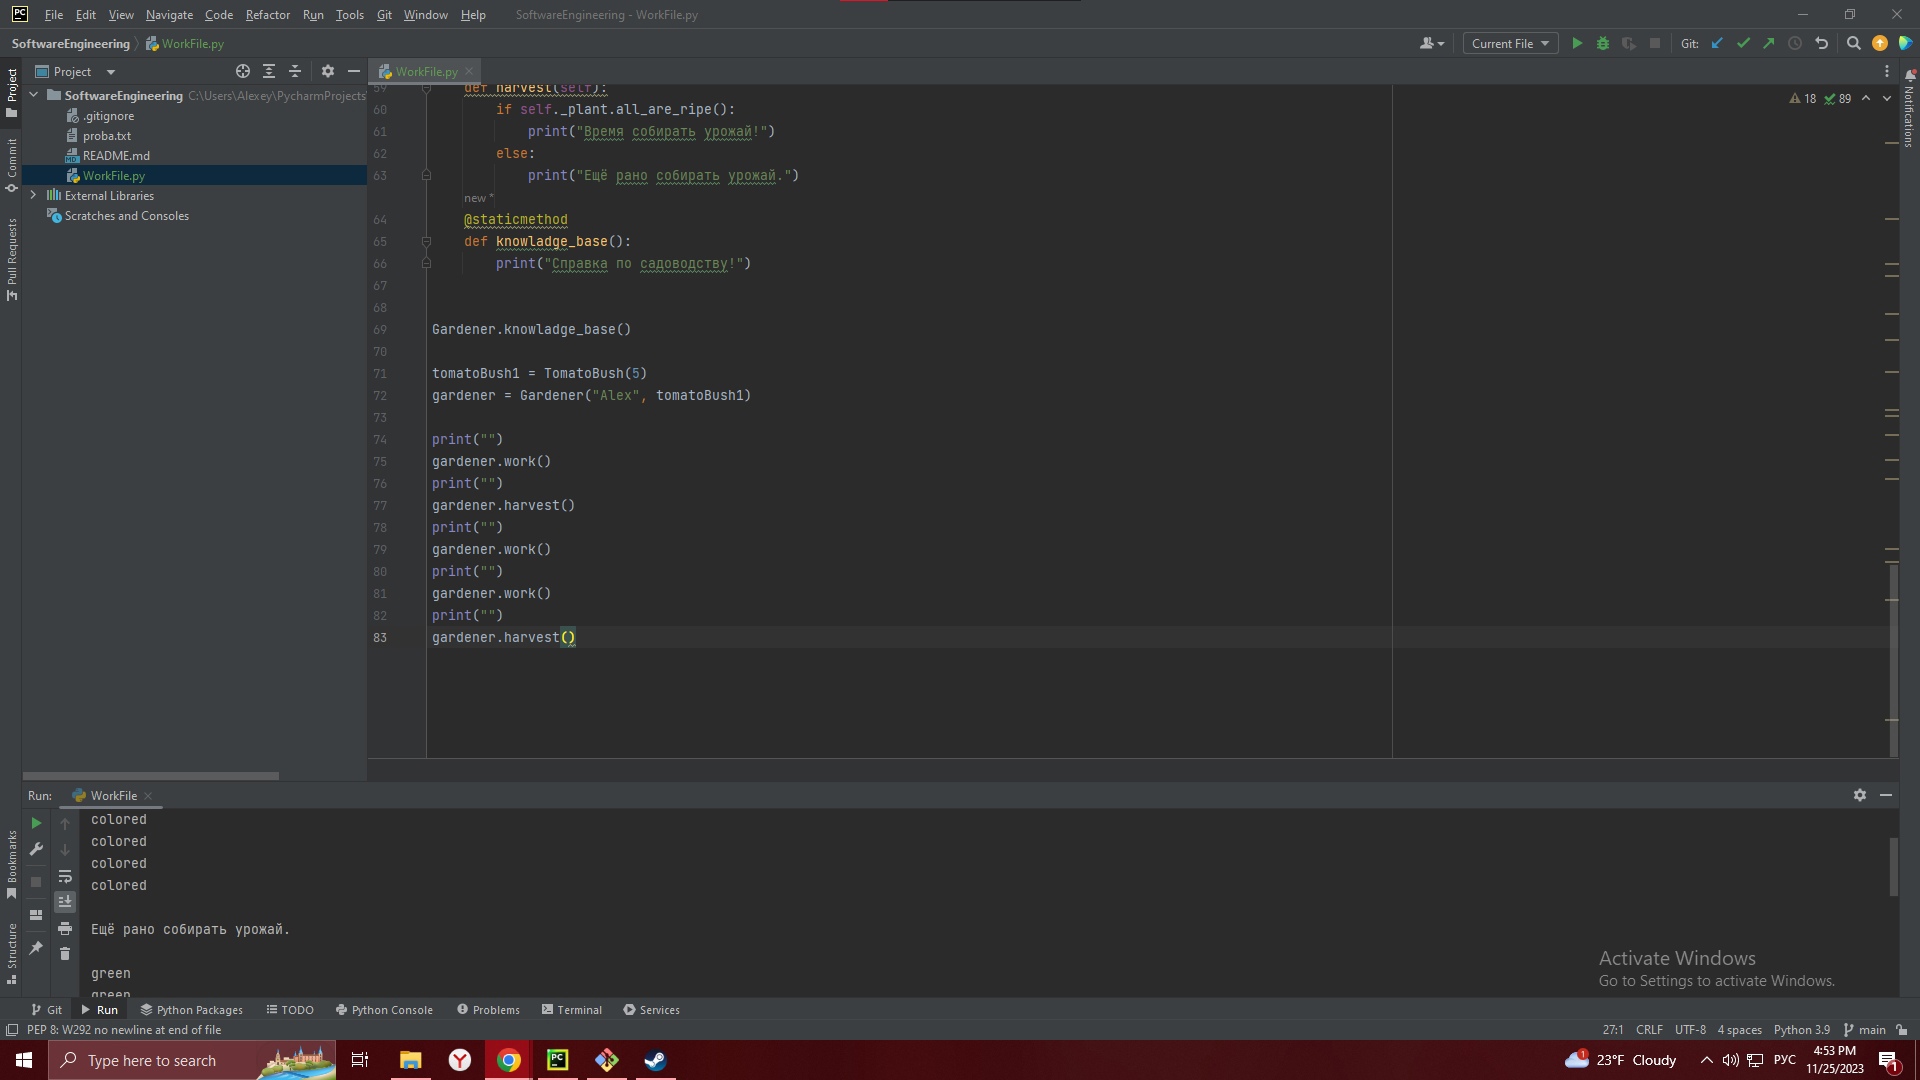 PC File Edit View Navigate Code Refactor Run Tools Git Window Help SoftwareEngineering - WorkFile.py
SoftwareEngineering WorkFile.py Current File Git:
Project WorkFile.py
SoftwareEngineering C:\Users\Alexey\PycharmProjects
.gitignore
proba.txt
README.md
WorkFile.py
External Libraries
Scratches and Consoles
Project
Commit
Pull Requests
Bookmarks
Structure
Notifications
18 89
59 def harvest(self):
60 if self._plant.all_are_ripe():
61 print("Время собирать урожай!")
62 else:
63 print("Ещё рано собирать урожай.")
new *
64 @staticmethod
65 def knowladge_base():
66 print("Справка по садоводству!")
67
68
69 Gardener.knowladge_base()
70
71 tomatoBush1 = TomatoBush(5)
72 gardener = Gardener("Alex", tomatoBush1)
73
74 print("")
75 gardener.work()
76 print("")
77 gardener.harvest()
78 print("")
79 gardener.work()
80 print("")
81 gardener.work()
82 print("")
83 gardener.harvest()
Run: WorkFile
colored
colored
colored
colored
Ещё рано собирать урожай.
green
green
Activate Windows
Go to Settings to activate Windows.
Git Run Python Packages TODO Python Console Problems Terminal Services
PEP 8: W292 no newline at end of file 27:1 CRLF UTF-8 4 spaces Python 3.9 main
Type here to search PC 1 23°F Cloudy РУС 4:53 PM 1
11/25/2023